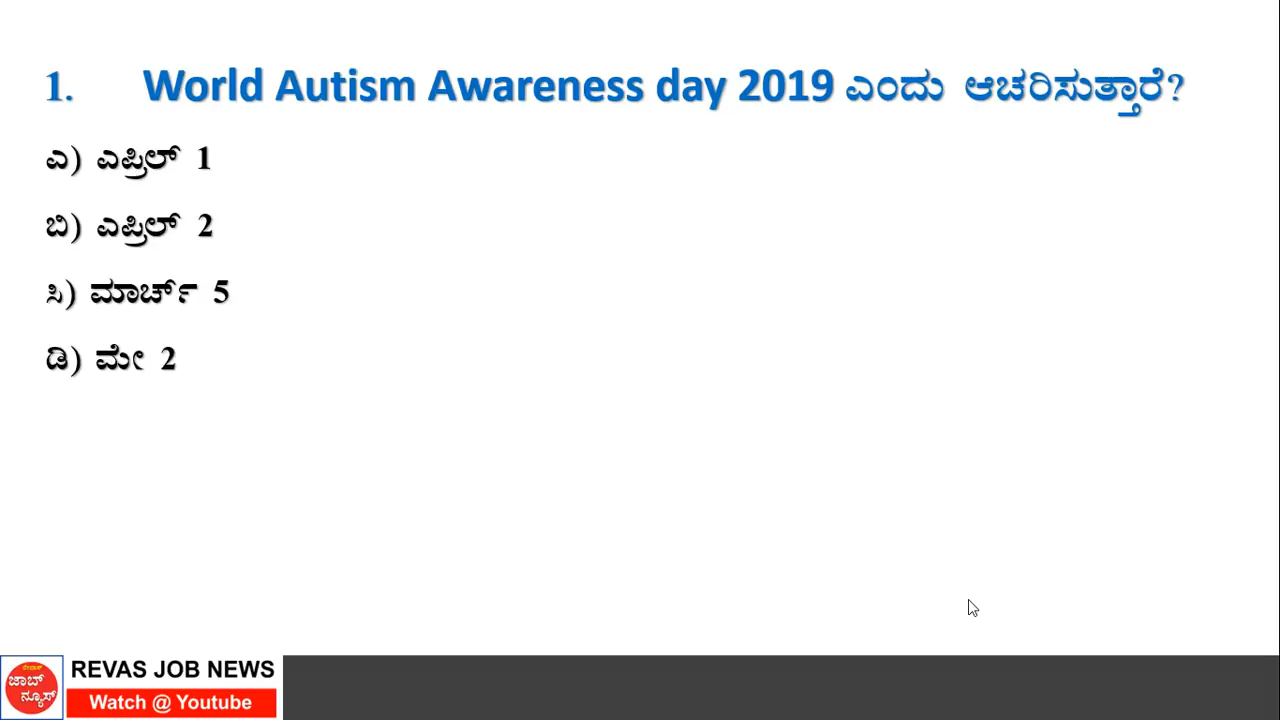 1. World Autism Awareness day 2019 ಎಂದು ಆಚರಿಸುತ್ತಾರೆ?
ಎ) ಎಪ್ರಿಲ್ 1
ಬಿ) ಎಪ್ರಿಲ್ 2
ಸಿ) ಮಾರ್ಚ್ 5
ಡಿ) ಮೇ 2
ರೇವಾಸ್
ಜಾಬ್
ನ್ಯೂಸ್
REVAS JOB NEWS
Watch @ Youtube